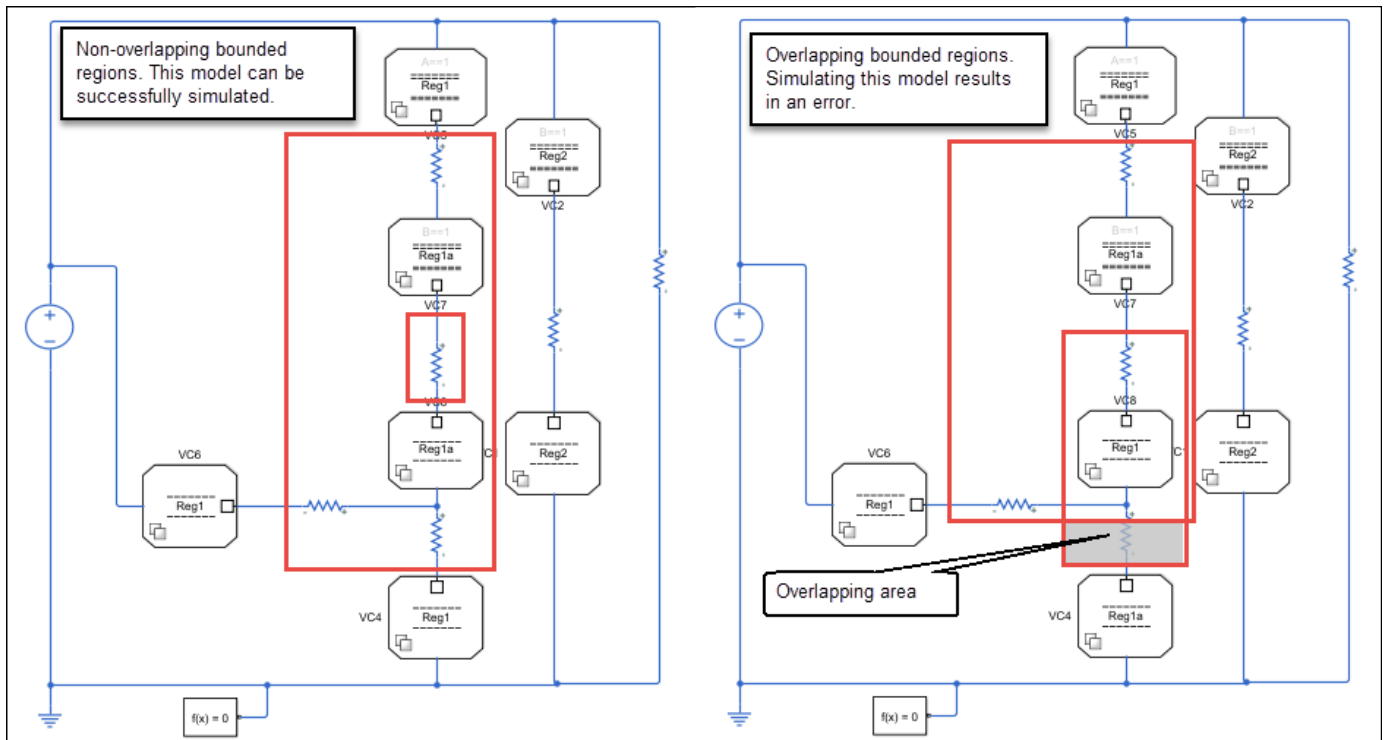 Non-overlapping bounded
regions. This model can be
successfully simulated.
A==1
Reg1
VC5
B==1
Reg2
VC2
B==1
Reg1a
VC7
VC8
Reg1a
Reg2
VC6
Reg1
VC4
Reg1
f(x) = 0
Overlapping bounded regions.
Simulating this model results
in an error.
A==1
Reg1
VC5
B==1
Reg2
VC2
B==1
Reg1a
VC7
VC8
Reg1
Reg2
VC6
Reg1
Overlapping area
VC4
Reg1a
f(x) = 0